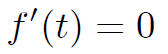 f′(t) = 0